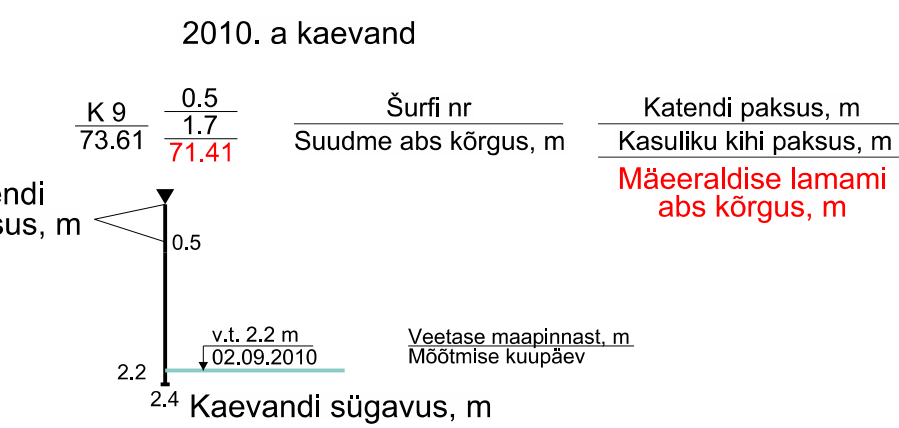 2010. a kaevand
K 9
73.61
0.5
1.7
71.41
Šurfi nr
Suudme abs kõrgus, m
Katendi paksus, m
Kasuliku kihi paksus, m
Mäeeraldise lamami
abs kõrgus, m
endi
sus, m
0.5
v.t. 2.2 m
02.09.2010
Veetase maapinnast, m
Mõõtmise kuupäev
2.2
2.4 Kaevandi sügavus, m